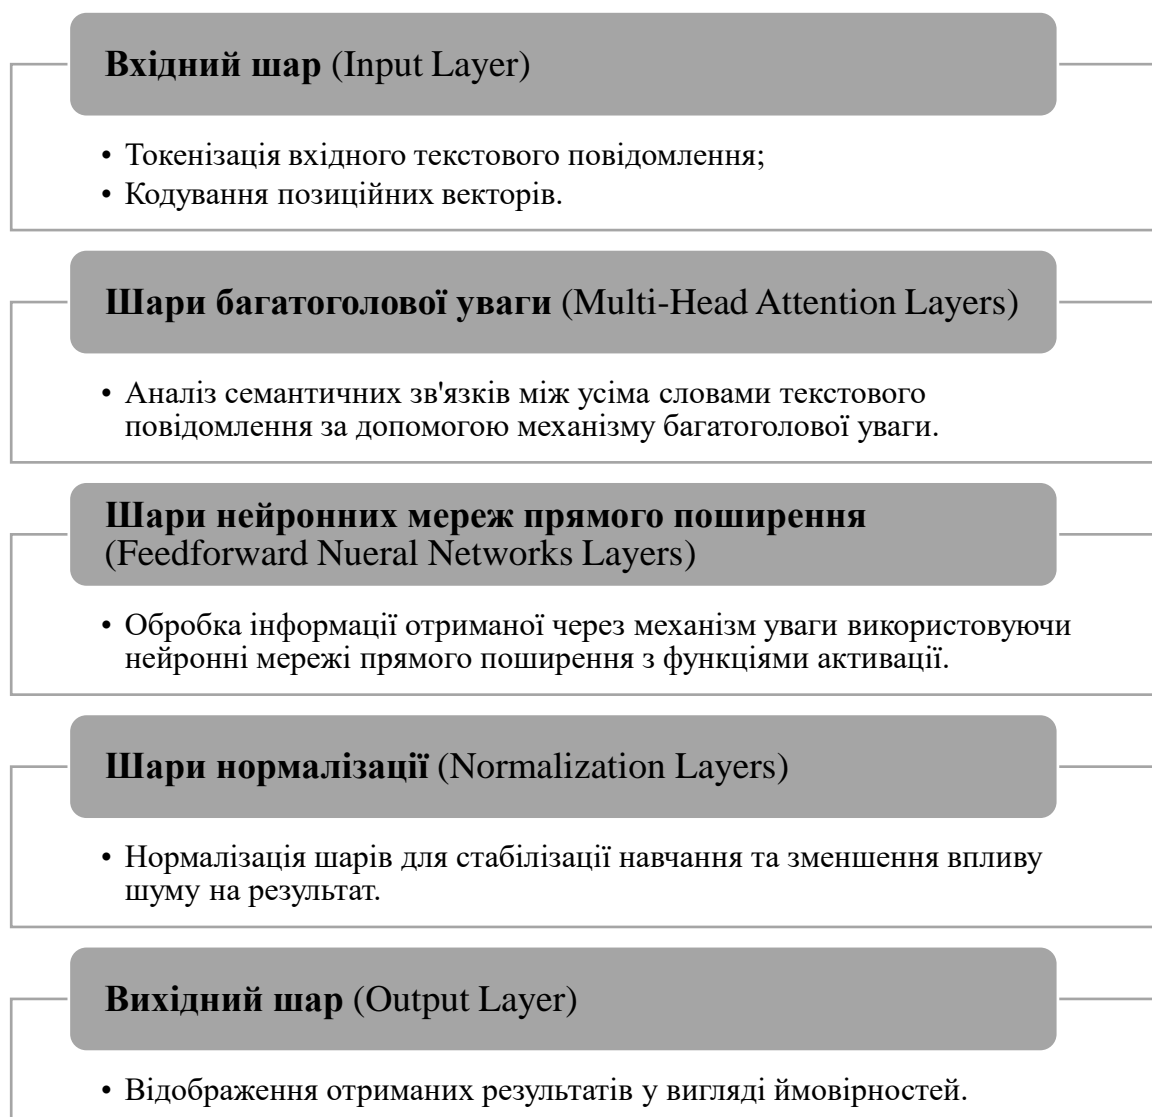 Вхідний шар (Input Layer)
• Токенізація вхідного текстового повідомлення;
• Кодування позиційних векторів.
Шари багатоголової уваги (Multi-Head Attention Layers)
• Аналіз семантичних зв'язків між усіма словами текстового
повідомлення за допомогою механізму багатоголової уваги.
Шари нейронних мереж прямого поширення
(Feedforward Nueral Networks Layers)
• Обробка інформації отриманої через механізм уваги використовуючи
нейронні мережі прямого поширення з функціями активації.
Шари нормалізації (Normalization Layers)
• Нормалізація шарів для стабілізації навчання та зменшення впливу
шуму на результат.
Вихідний шар (Output Layer)
• Відображення отриманих результатів у вигляді ймовірностей.